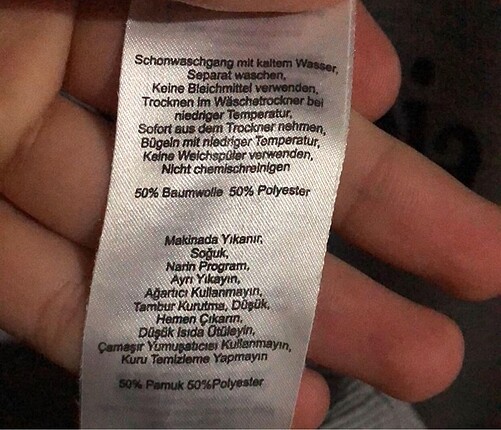 Schonwaschgang mit kaltem Wasser,
Separat waschen,
Keine Bleichmittel verwenden,
Trocknen im Wäschetrockner bei
niedriger Temperatur,
Sofort aus dem Trockner nehmen,
Bügeln mit niedriger Temperatur,
Keine Weichspüler verwenden,
Nicht chemischreinigen
50% Baumwolle 50% Polyester
Makinada Yıkanır,
Soğuk,
Narin Program,
Ayrı Yıkayın,
Ağartıcı Kullanmayın,
Tambur Kurutma, Düşük,
Hemen Çıkarın,
Düşük Isıda Ütüleyin,
Çamaşır Yumuşatıcısı Kullanmayın,
Kuru Temizleme Yapmayın
50% Pamuk 50%Polyester